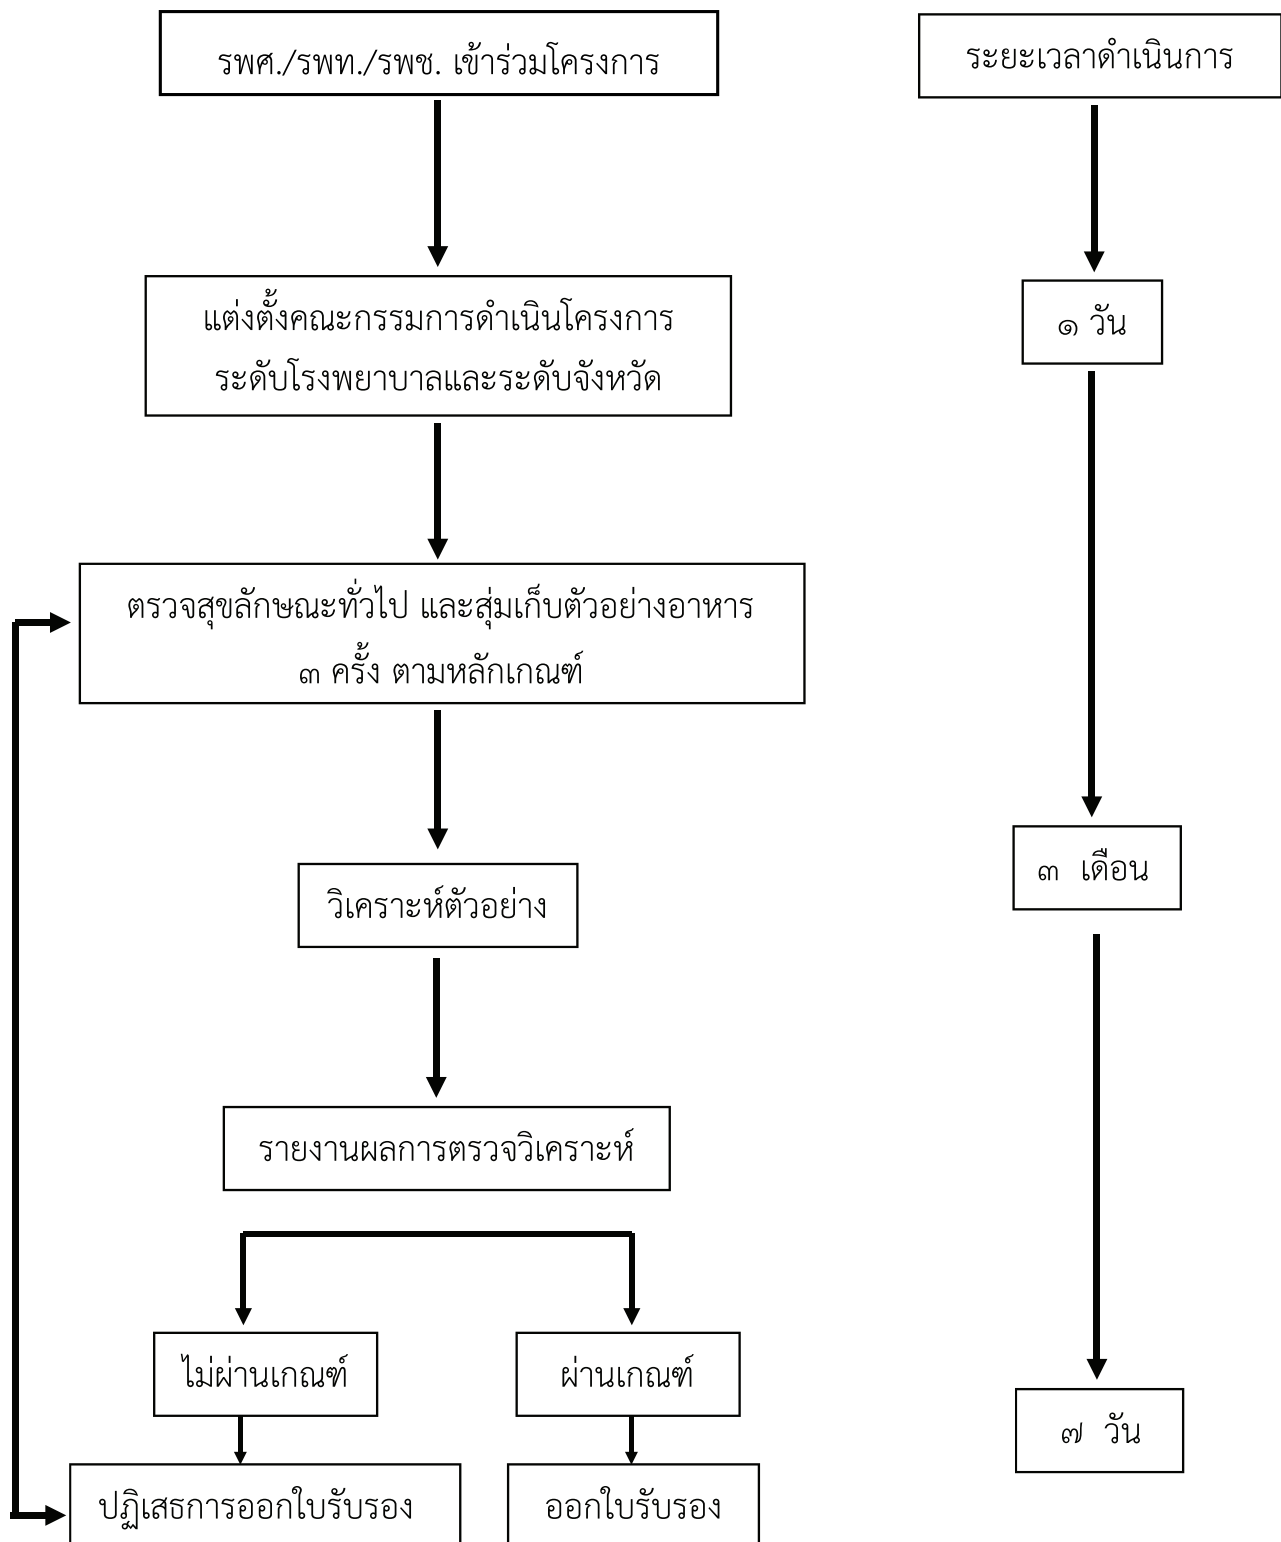 รพศ./รพท./รพช. เข้าร่วมโครงการ
ระยะเวลาดำเนินการ
แต่งตั้งคณะกรรมการดำเนินโครงการ
ระดับโรงพยาบาลและระดับจังหวัด
๑ วัน
ตรวจสุขลักษณะทั่วไป และสุ่มเก็บตัวอย่างอาหาร
๓ ครั้ง ตามหลักเกณฑ์
วิเคราะห์ตัวอย่าง
๓ เดือน
รายงานผลการตรวจวิเคราะห์
ไม่ผ่านเกณฑ์
ผ่านเกณฑ์
๗ วัน
ปฏิเสธการออกใบรับรอง
ออกใบรับรอง